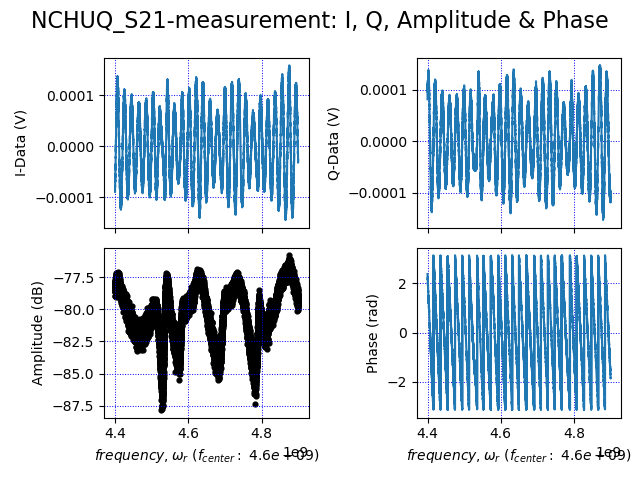 NCHUQ_S21-measurement: I, Q, Amplitude & Phase
I-Data (V)
0.0001
0.0000
−0.0001
Q-Data (V)
0.0001
0.0000
−0.0001
Amplitude (dB)
−77.5
−80.0
−82.5
−85.0
−87.5
4.4
4.6
4.8
1e9
frequency, ω_r (f_center: 4.6e+09)
Phase (rad)
2
0
−2
4.4
4.6
4.8
1e9
frequency, ω_r (f_center: 4.6e+09)